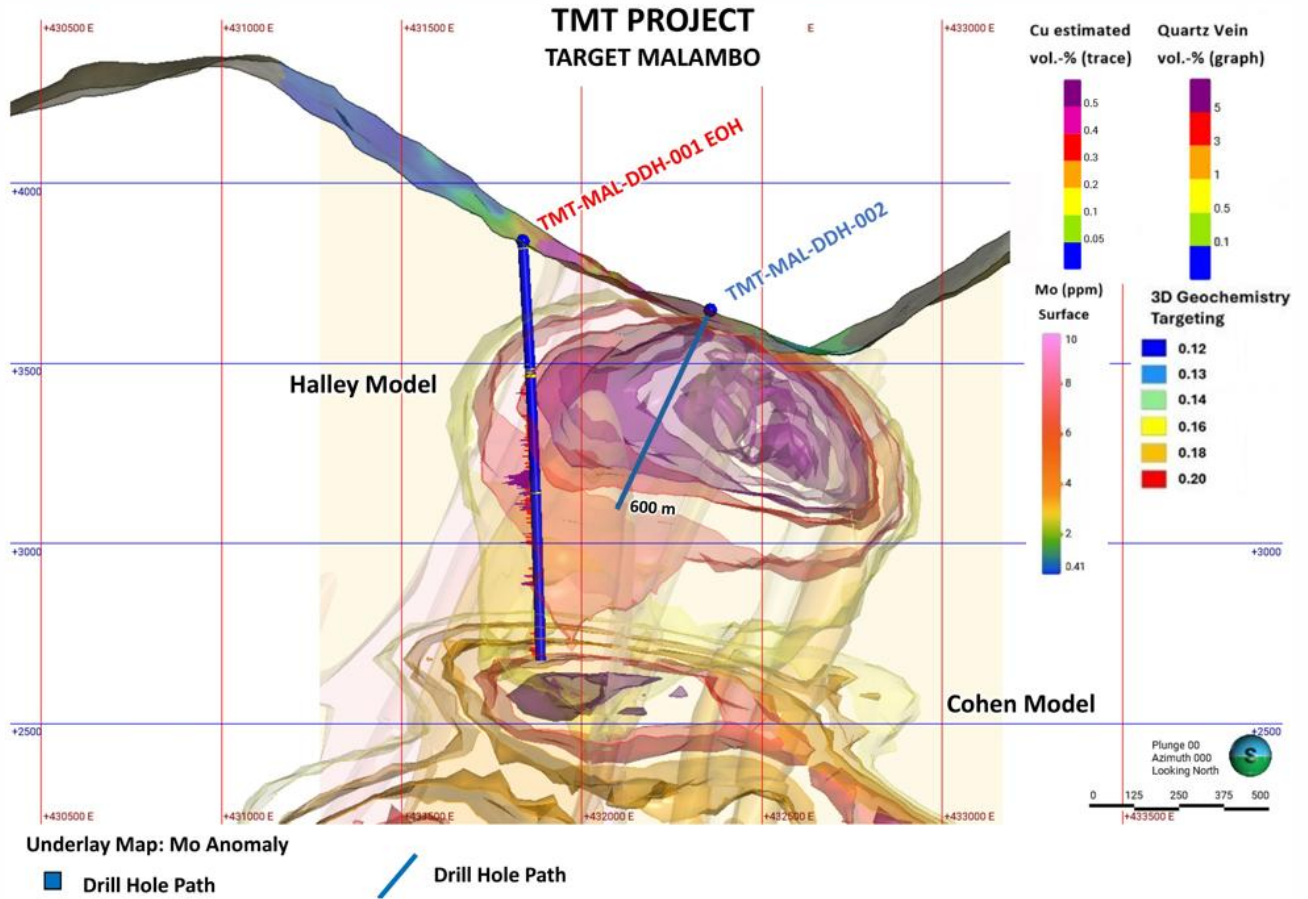 TMT PROJECT
TARGET MALAMBO
+430500 E
+431000 E
+431500 E
E
+433000 E
Cu estimated
vol.-% (trace)
0.5
0.4
0.3
0.2
0.1
0.05
Quartz Vein
vol.-% (graph)
5
3
1
0.5
0.1
TMT-MAL-DDH-001 EOH
TMT-MAL-DDH-002
+4000
+3500
+3000
+2500
Halley Model
600 m
Cohen Model
Mo (ppm)
Surface
10
8
6
4
2
0.41
3D Geochemistry
Targeting
0.12
0.13
0.14
0.16
0.18
0.20
+3000
+2500
Plunge 00
Azimuth 000
Looking North
S
0 125 250 375 500
+430500 E
+431000 E
+431500 E
+432000 E
+432500 E
+433000 E
+433500 E
Underlay Map: Mo Anomaly
Drill Hole Path
Drill Hole Path